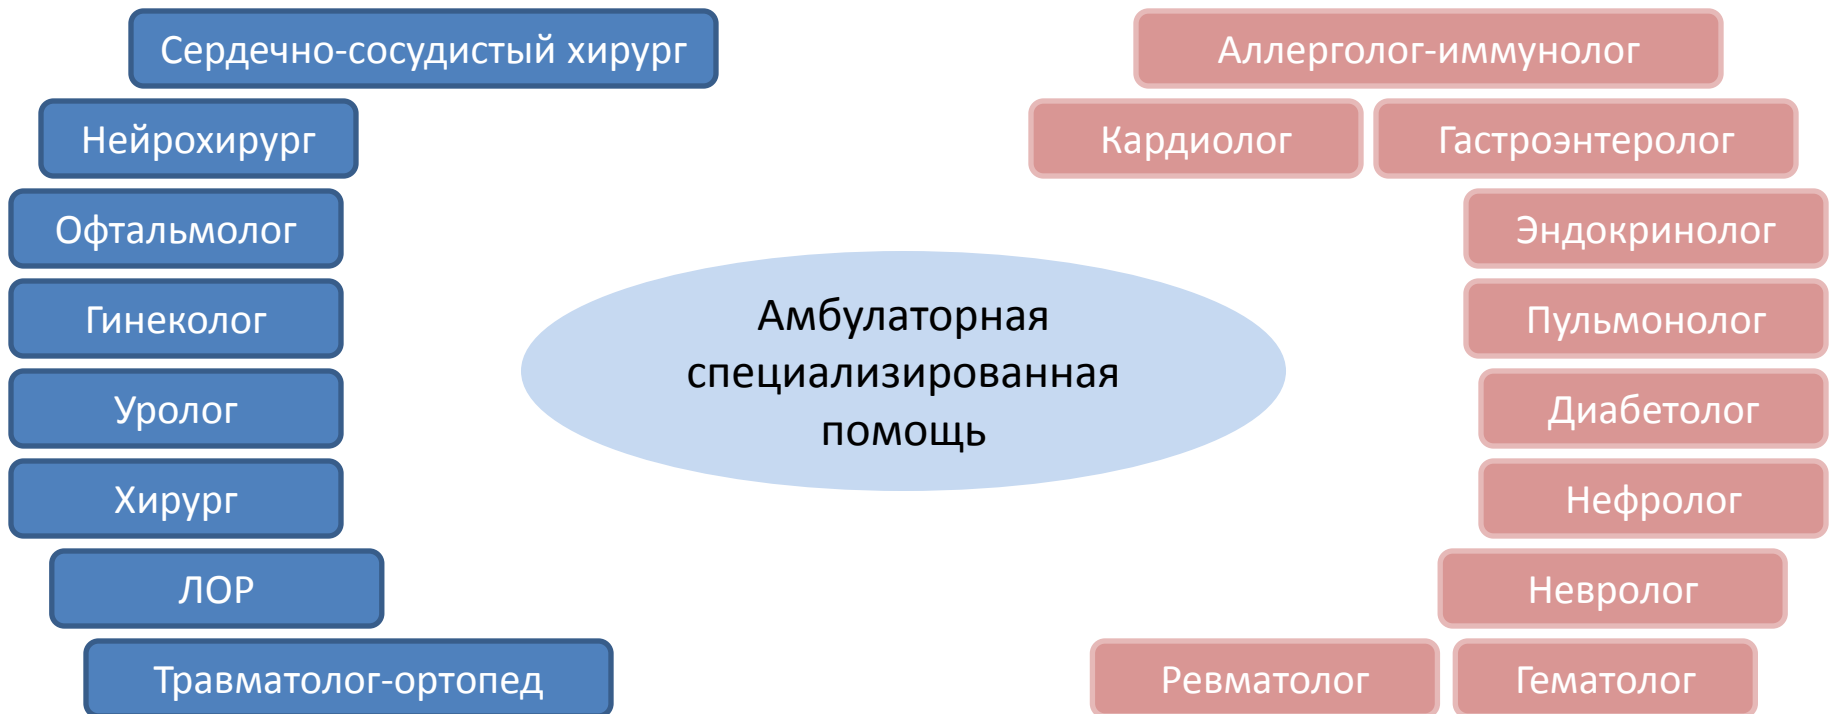 Сердечно-сосудистый хирург
Нейрохирург
Офтальмолог
Гинеколог
Уролог
Хирург
ЛОР
Травматолог-ортопед
Амбулаторная
специализированная
помощь
Аллерголог-иммунолог
Кардиолог
Гастроэнтеролог
Эндокринолог
Пульмонолог
Диабетолог
Нефролог
Невролог
Ревматолог
Гематолог